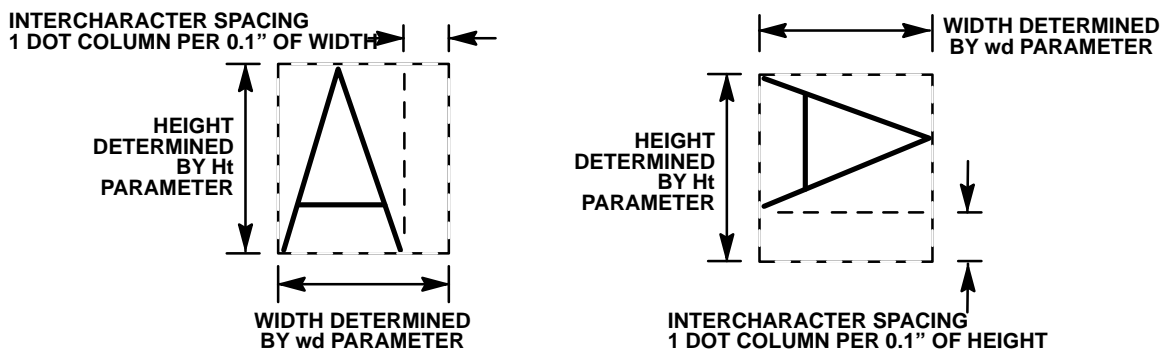 INTERCHARACTER SPACING
1 DOT COLUMN PER 0.1” OF WIDTH
HEIGHT
DETERMINED
BY Ht
PARAMETER
WIDTH DETERMINED
BY wd PARAMETER
WIDTH DETERMINED
BY wd PARAMETER
HEIGHT
DETERMINED
BY Ht
PARAMETER
INTERCHARACTER SPACING
1 DOT COLUMN PER 0.1” OF HEIGHT